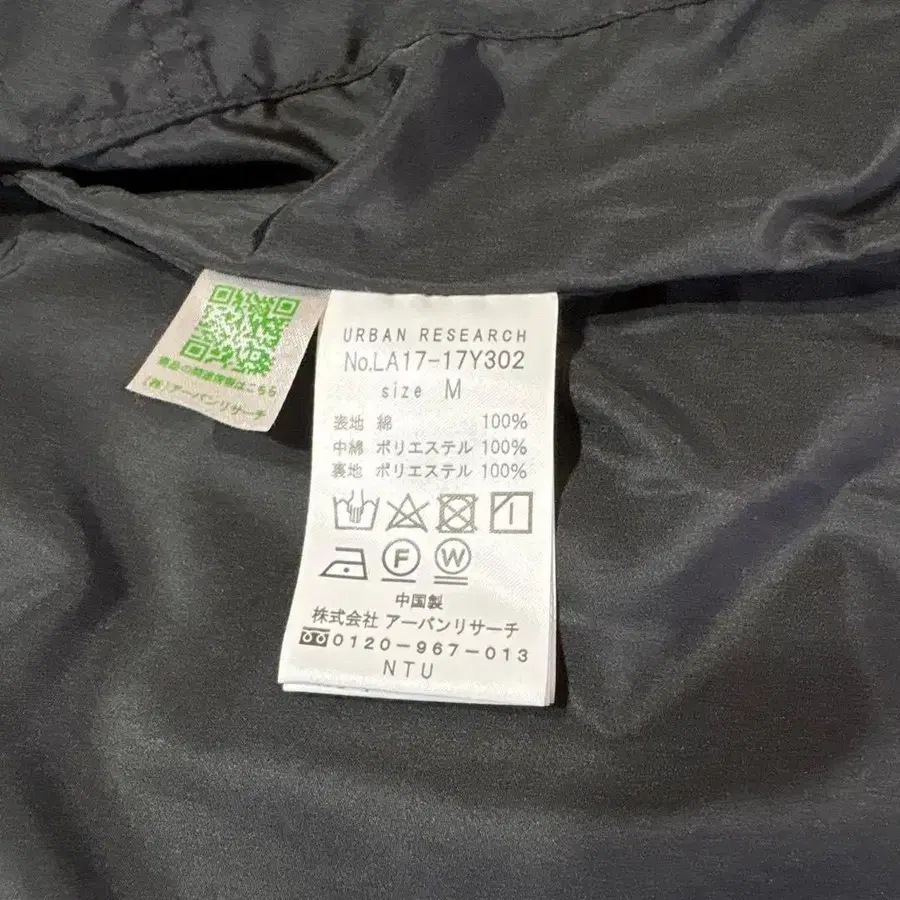 商品の関連情報はこちら
(株)アーバンリサーチ
URBAN RESEARCH
No.LA17-17Y302
size M
表地 綿 100%
中綿 ポリエステル 100%
裏地 ポリエステル 100%
F W
中国製
株式会社 アーバンリサーチ
0120-967-013
NTU